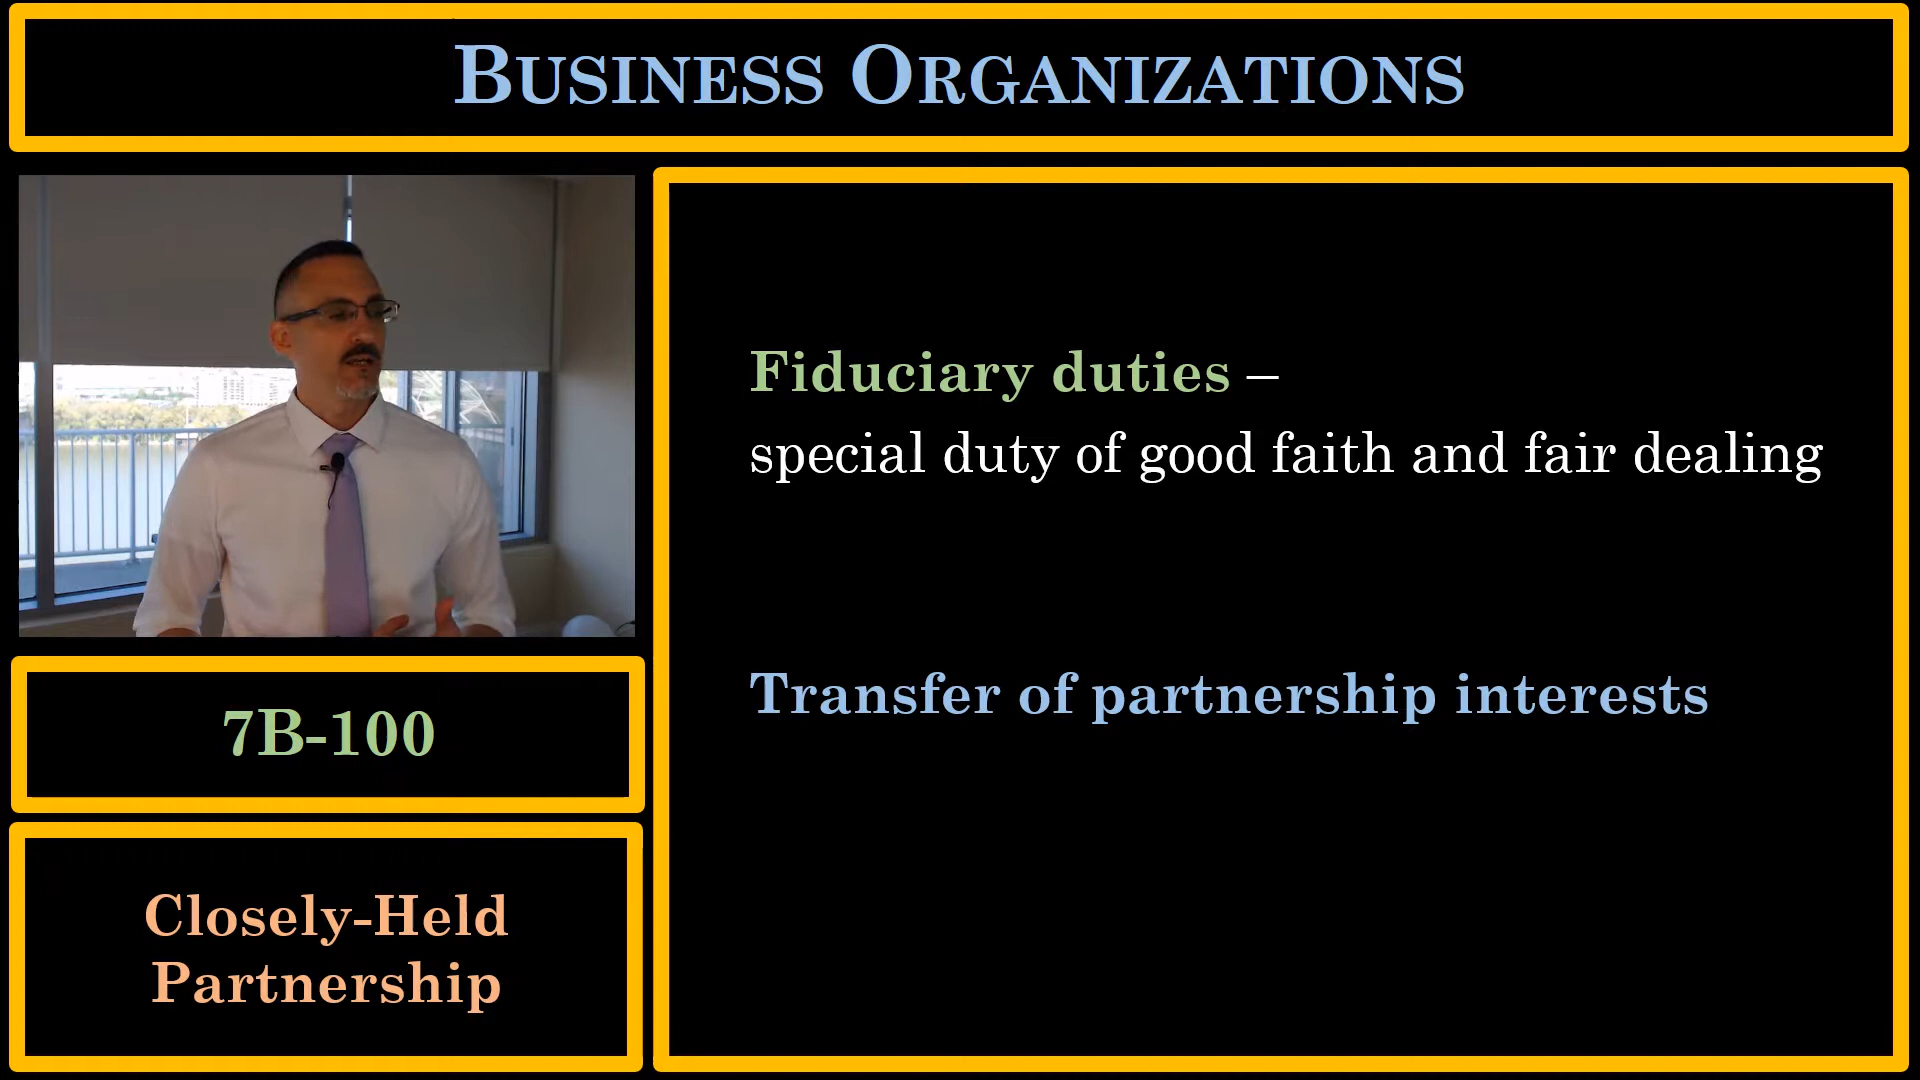 BUSINESS ORGANIZATIONS
Fiduciary duties –
special duty of good faith and fair dealing
Transfer of partnership interests
7B-100
Closely-Held
Partnership